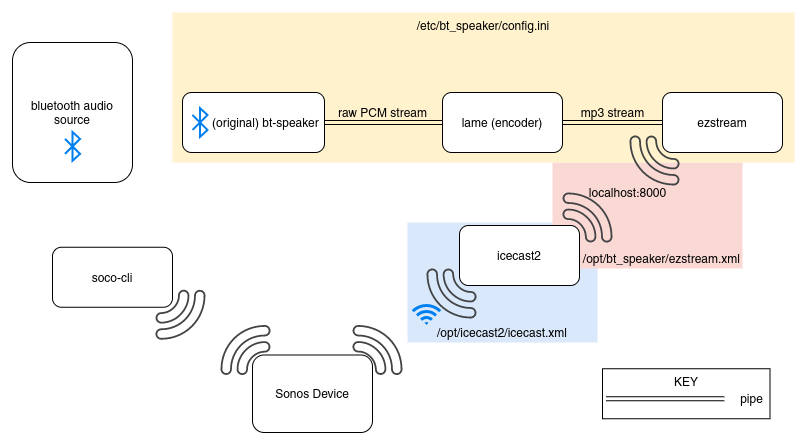 /etc/bt_speaker/config.ini
bluetooth audio
source
(original) bt-speaker
raw PCM stream
lame (encoder)
mp3 stream
ezstream
localhost:8000
/opt/bt_speaker/ezstream.xml
icecast2
/opt/icecast2/icecast.xml
soco-cli
Sonos Device
KEY
pipe